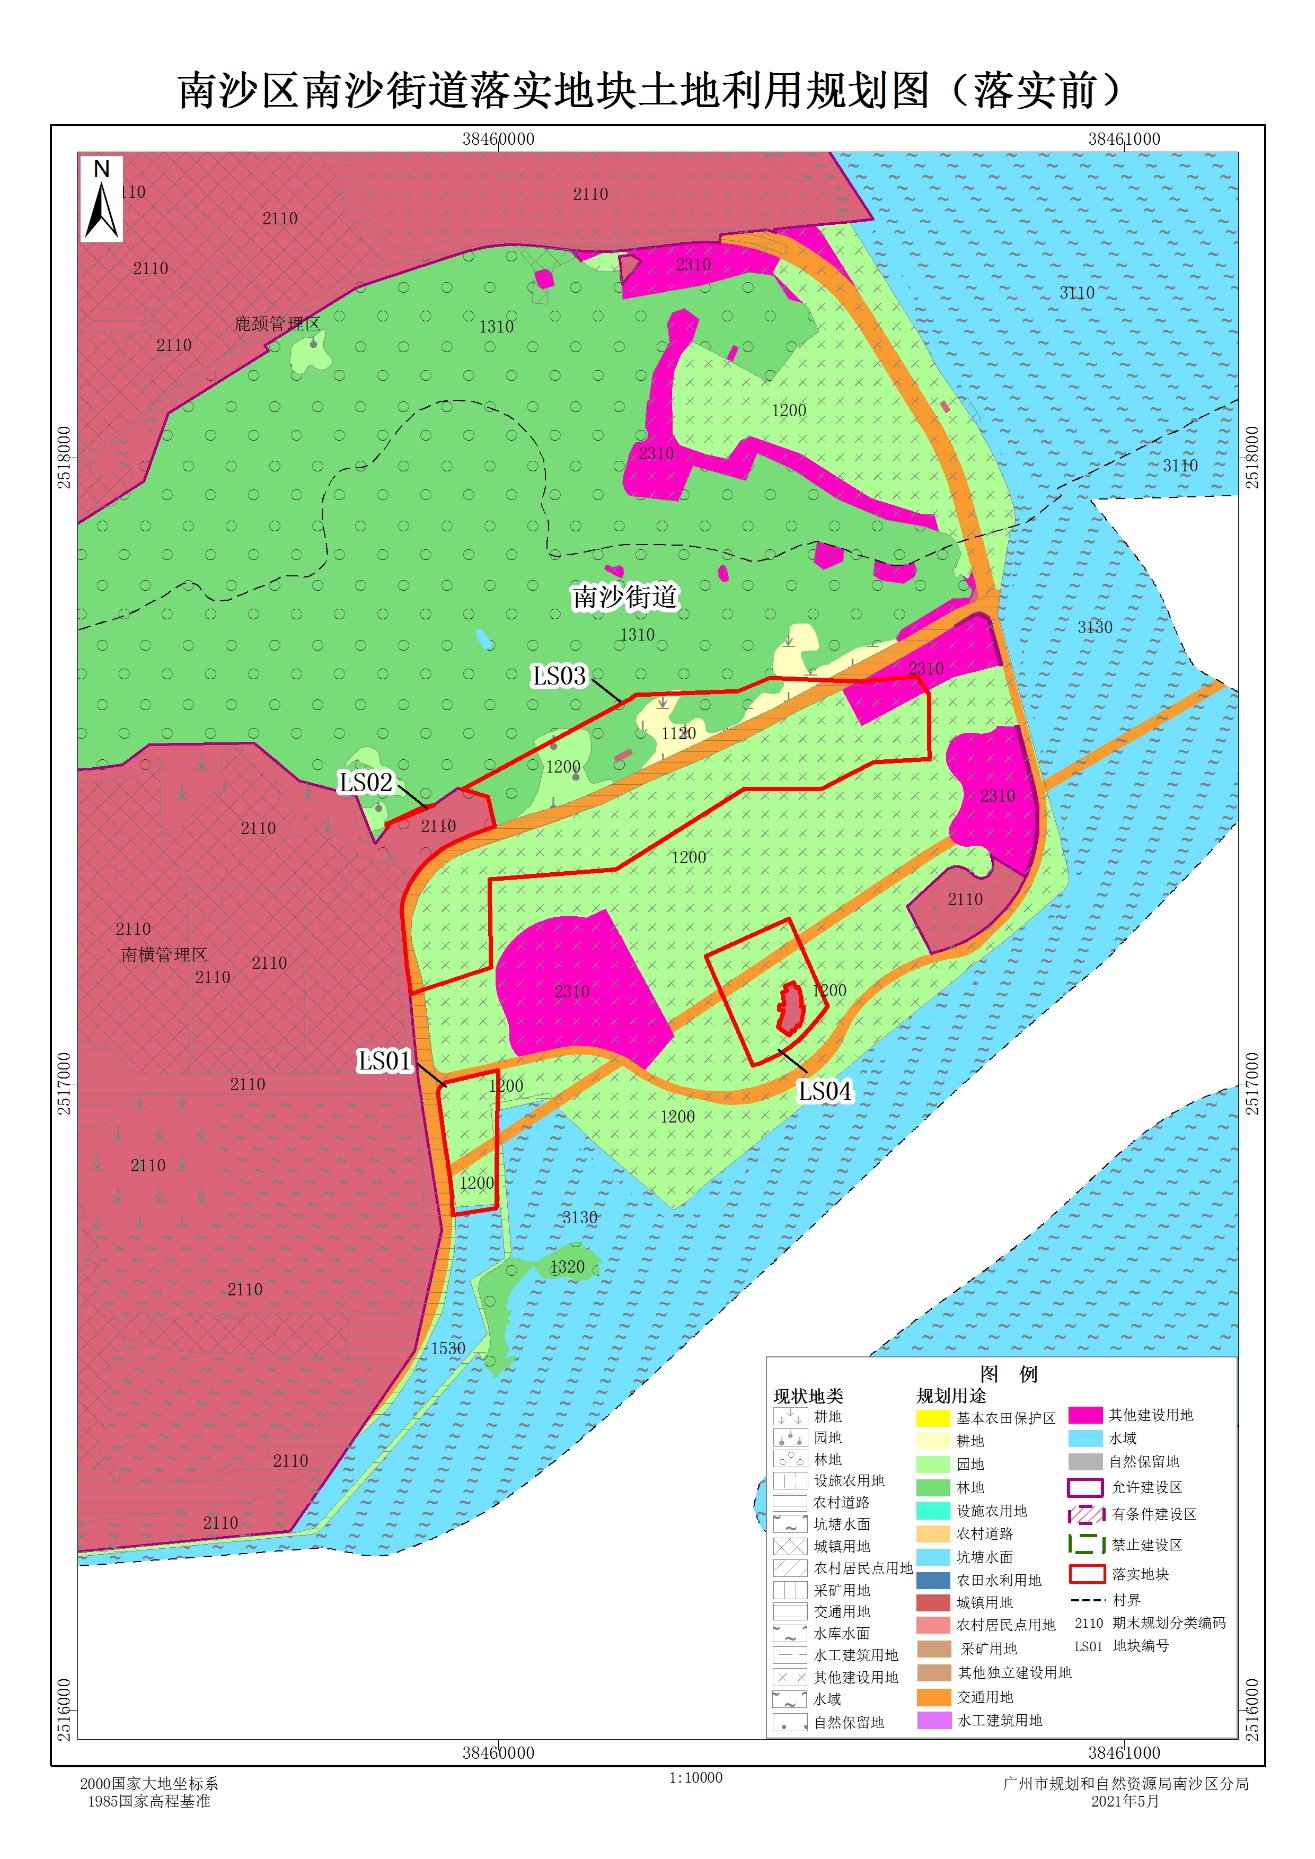 南沙区南沙街道落实地块土地利用规划图（落实前）
38460000
38461000
N
110
2110
2110
2110
2310
3110
鹿颈管理区
1310
2110
1200
2518000
2310
3110
2518000
南沙街道
3130
1310
2310
LS03
1120
1200
LS02
2310
2110
2110
1200
2110
2110
南横管理区
2110
2110
2310
1200
LS01
2110
1200
LS04
2517000
2517000
1200
2110
1200
3130
1320
2110
1530
2110
2110
图 例
现状地类
耕地
园地
林地
设施农用地
农村道路
坑塘水面
城镇用地
农村居民点用地
采矿用地
交通用地
水库水面
水工建筑用地
其他建设用地
水域
自然保留地
规划用途
基本农田保护区
耕地
园地
林地
设施农用地
农村道路
坑塘水面
农田水利用地
城镇用地
农村居民点用地
采矿用地
其他独立建设用地
交通用地
水工建筑用地
其他建设用地
水域
自然保留地
允许建设区
有条件建设区
禁止建设区
落实地块
村界
2110 期末规划分类编码
LS01 地块编号
2516000
2516000
38460000
38461000
2000国家大地坐标系
1985国家高程基准
1:10000
广州市规划和自然资源局南沙区分局
2021年5月